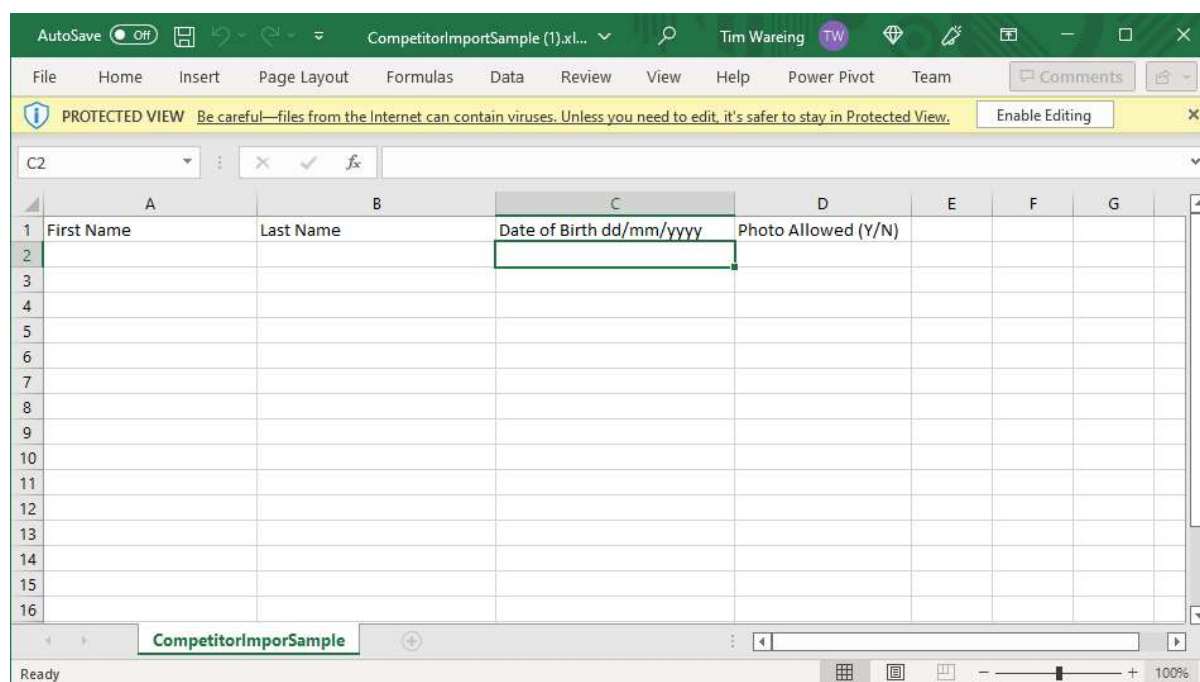 AutoSave Off CompetitorImportSample (1).xl... Tim Wareing TW
File Home Insert Page Layout Formulas Data Review View Help Power Pivot Team Comments
PROTECTED VIEW Be careful—files from the Internet can contain viruses. Unless you need to edit, it's safer to stay in Protected View. Enable Editing
C2 fx
A B C D E F G
1 First Name Last Name Date of Birth dd/mm/yyyy Photo Allowed (Y/N)
2
3
4
5
6
7
8
9
10
11
12
13
14
15
16
CompetitorImporSample
Ready 100%